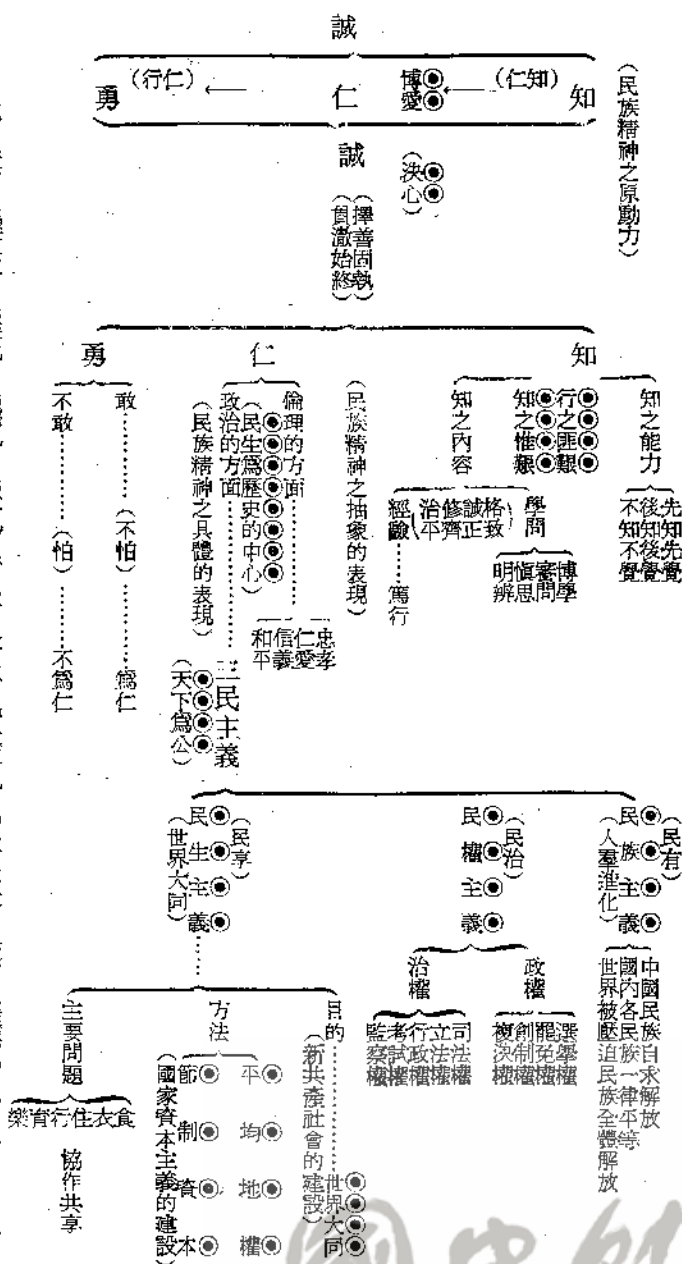 （民族精神之原動力）
誠
知
（仁知）
博愛
仁
（行仁）
勇
誠
（決心）
（擇善固執）
（貫澈始終）
知
知之能力
先知先覺
後知後覺
不知不覺
行之匪艱
知之惟艱
知之內容
學問
博學
審問
慎思
明辨
格致
誠正
修齊
治平
經驗……篤行
（民族精神之抽象的表現）
仁
倫理的方面
忠孝
仁愛
信義
和平
（民生爲歷史的中心）
政治的方面
三民主義
（天下爲公）
（民族精神之具體的表現）
勇
敢……（不怕）……爲仁
不敢……（怕）……不爲仁
（民有）
民族主義
（人羣進化）
中國民族自求解放
國內各民族一律平等
世界被壓迫民族全體解放
（民治）
民權主義
政權
選舉權
罷免權
創制權
複決權
治權
司法權
立法權
行政權
考試權
監察權
（民享）
民生主義
（世界大同）
目的……世界大同
（新共產社會的建設）
方法
平均地權
節制資本
（國家資本主義的建設）
主要問題
食衣住行育樂
協作共享